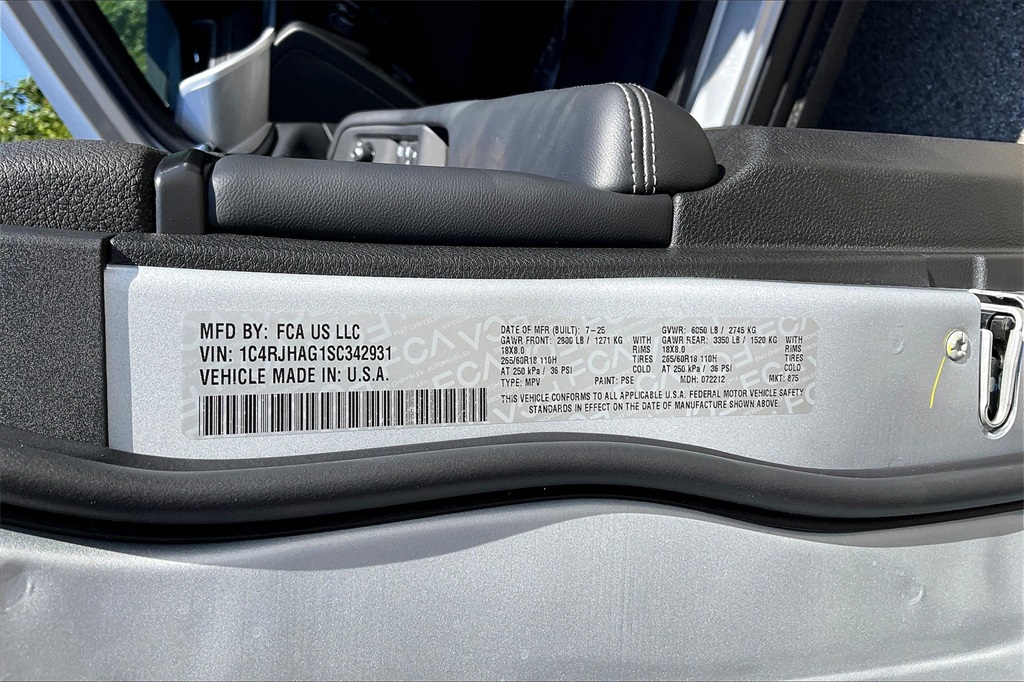 MFD BY: FCA US LLC
VIN: 1C4RJHAG1SC342931
VEHICLE MADE IN: U.S.A.
DATE OF MFR (BUILT): 7-25 GVWR: 6050 LB / 2745 KG
GAWR FRONT: 2800 LB / 1271 KG WITH GAWR REAR: 3350 LB / 1520 KG WITH
18X8.0 RIMS 18X8.0 RIMS
265/60R18 110H TIRES 265/60R18 110H TIRES
AT 250 kPa / 36 PSI COLD AT 250 kPa / 36 PSI COLD
TYPE: MPV PAINT: PSE MDH: 072212 MKT: 875
THIS VEHICLE CONFORMS TO ALL APPLICABLE U.S.A. FEDERAL MOTOR VEHICLE SAFETY
STANDARDS IN EFFECT ON THE DATE OF MANUFACTURE SHOWN ABOVE.